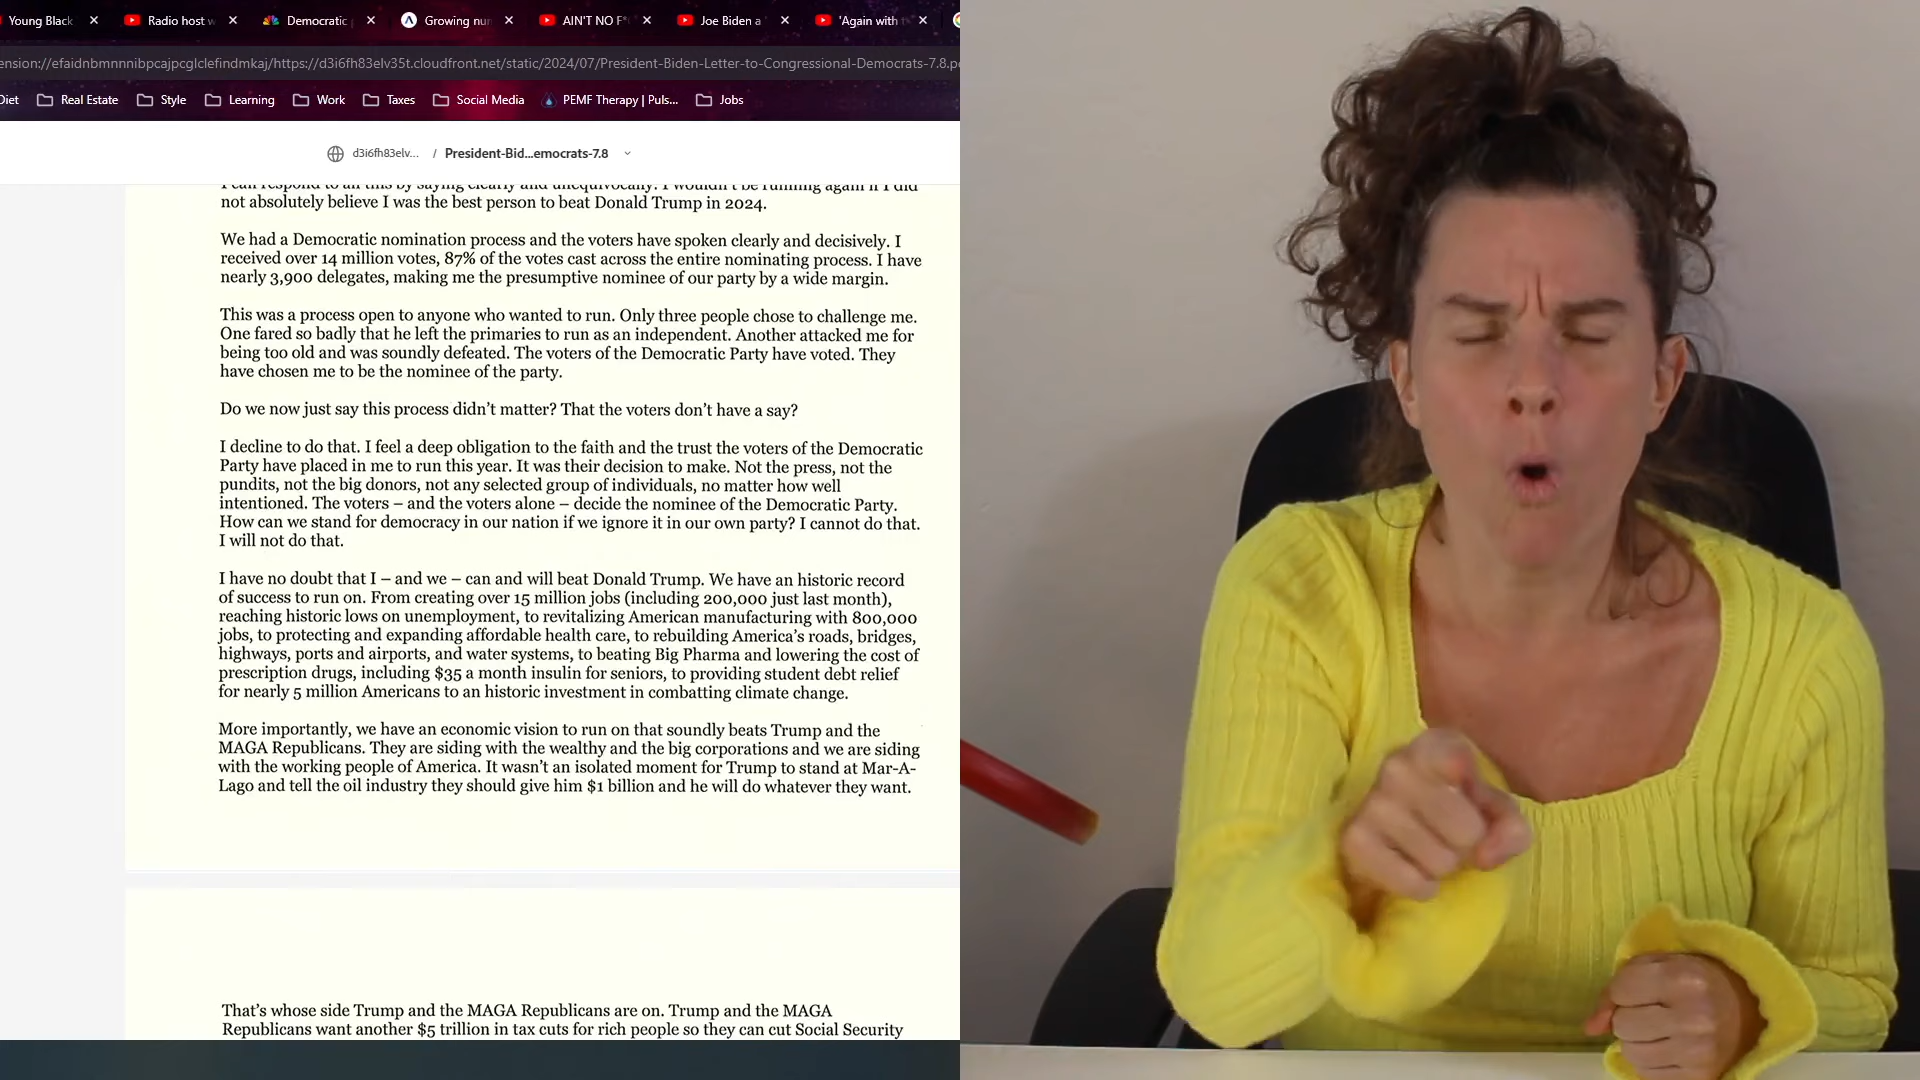 Young Black
Radio host w
Democratic
Growing nu
AIN'T NO F*
Joe Biden a
'Again with
ension://efaidnbmnnnibpcajpcglclefindmkaj/https://d3i6fh83elv35t.cloudfront.net/static/2024/07/President-Biden-Letter-to-Congressional-Democrats-7.8.p
Diet
Real Estate
Style
Learning
Work
Taxes
Social Media
PEMF Therapy | Puls...
Jobs
d3i6fh83elv... / President-Bid...emocrats-7.8
I can respond to all this by saying clearly and unequivocally: I wouldn't be running again if I did
not absolutely believe I was the best person to beat Donald Trump in 2024.
We had a Democratic nomination process and the voters have spoken clearly and decisively. I
received over 14 million votes, 87% of the votes cast across the entire nominating process. I have
nearly 3,900 delegates, making me the presumptive nominee of our party by a wide margin.
This was a process open to anyone who wanted to run. Only three people chose to challenge me.
One fared so badly that he left the primaries to run as an independent. Another attacked me for
being too old and was soundly defeated. The voters of the Democratic Party have voted. They
have chosen me to be the nominee of the party.
Do we now just say this process didn't matter? That the voters don't have a say?
I decline to do that. I feel a deep obligation to the faith and the trust the voters of the Democratic
Party have placed in me to run this year. It was their decision to make. Not the press, not the
pundits, not the big donors, not any selected group of individuals, no matter how well
intentioned. The voters – and the voters alone – decide the nominee of the Democratic Party.
How can we stand for democracy in our nation if we ignore it in our own party? I cannot do that.
I will not do that.
I have no doubt that I – and we – can and will beat Donald Trump. We have an historic record
of success to run on. From creating over 15 million jobs (including 200,000 just last month),
reaching historic lows on unemployment, to revitalizing American manufacturing with 800,000
jobs, to protecting and expanding affordable health care, to rebuilding America's roads, bridges,
highways, ports and airports, and water systems, to beating Big Pharma and lowering the cost of
prescription drugs, including $35 a month insulin for seniors, to providing student debt relief
for nearly 5 million Americans to an historic investment in combatting climate change.
More importantly, we have an economic vision to run on that soundly beats Trump and the
MAGA Republicans. They are siding with the wealthy and the big corporations and we are siding
with the working people of America. It wasn't an isolated moment for Trump to stand at Mar-A-
Lago and tell the oil industry they should give him $1 billion and he will do whatever they want.
That's whose side Trump and the MAGA Republicans are on. Trump and the MAGA
Republicans want another $5 trillion in tax cuts for rich people so they can cut Social Security